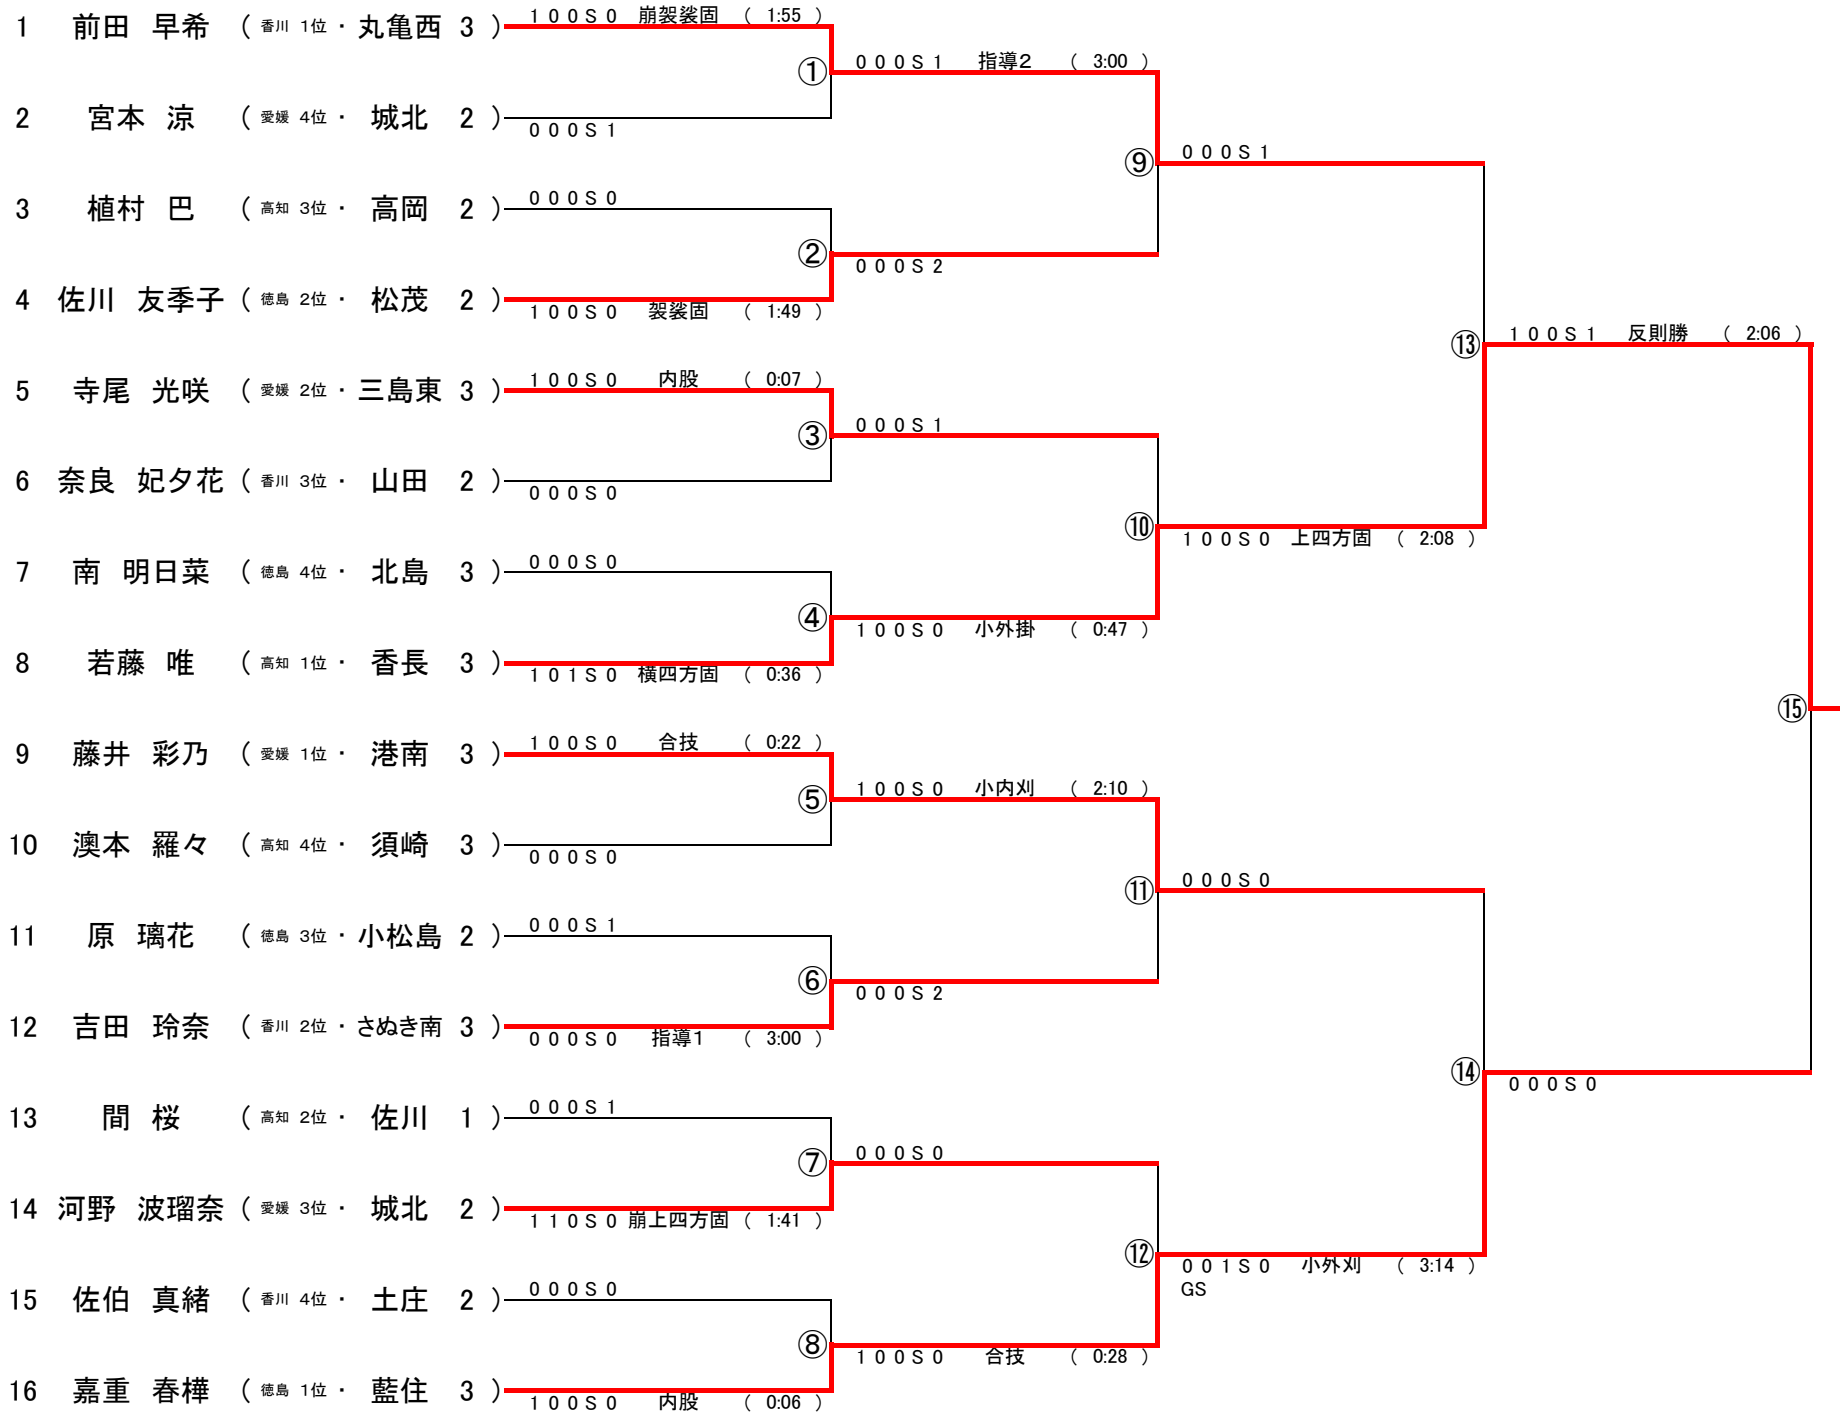 1 前田 早希 ( 香川 1位 ・ 丸亀西 3 ) 1 0 0 S 0 崩袈裟固 ( 1:55 )
① 0 0 0 S 1 指導2 ( 3:00 )
2 宮本 涼 ( 愛媛 4位 ・ 城北 2 ) 0 0 0 S 1
⑨ 0 0 0 S 1
3 植村 巴 ( 高知 3位 ・ 高岡 2 ) 0 0 0 S 0
② 0 0 0 S 2
4 佐川 友季子 ( 徳島 2位 ・ 松茂 2 ) 1 0 0 S 0 袈裟固 ( 1:49 )
⑬ 1 0 0 S 1 反則勝 ( 2:06 )
5 寺尾 光咲 ( 愛媛 2位 ・ 三島東 3 ) 1 0 0 S 0 内股 ( 0:07 )
③ 0 0 0 S 1
6 奈良 妃夕花 ( 香川 3位 ・ 山田 2 ) 0 0 0 S 0
⑩ 1 0 0 S 0 上四方固 ( 2:08 )
7 南 明日菜 ( 徳島 4位 ・ 北島 3 ) 0 0 0 S 0
④ 1 0 0 S 0 小外掛 ( 0:47 )
8 若藤 唯 ( 高知 1位 ・ 香長 3 ) 1 0 1 S 0 横四方固 ( 0:36 )
⑮
9 藤井 彩乃 ( 愛媛 1位 ・ 港南 3 ) 1 0 0 S 0 合技 ( 0:22 )
⑤ 1 0 0 S 0 小内刈 ( 2:10 )
10 澳本 羅々 ( 高知 4位 ・ 須崎 3 ) 0 0 0 S 0
⑪ 0 0 0 S 0
11 原 璃花 ( 徳島 3位 ・ 小松島 2 ) 0 0 0 S 1
⑥ 0 0 0 S 2
12 吉田 玲奈 ( 香川 2位 ・ さぬき南 3 ) 0 0 0 S 0 指導1 ( 3:00 )
⑭ 0 0 0 S 0
13 間 桜 ( 高知 2位 ・ 佐川 1 ) 0 0 0 S 1
⑦ 0 0 0 S 0
14 河野 波瑠奈 ( 愛媛 3位 ・ 城北 2 ) 1 1 0 S 0 崩上四方固 ( 1:41 )
⑫ 0 0 1 S 0 小外刈 ( 3:14 )
GS
15 佐伯 真緒 ( 香川 4位 ・ 土庄 2 ) 0 0 0 S 0
⑧ 1 0 0 S 0 合技 ( 0:28 )
16 嘉重 春樺 ( 徳島 1位 ・ 藍住 3 ) 1 0 0 S 0 内股 ( 0:06 )